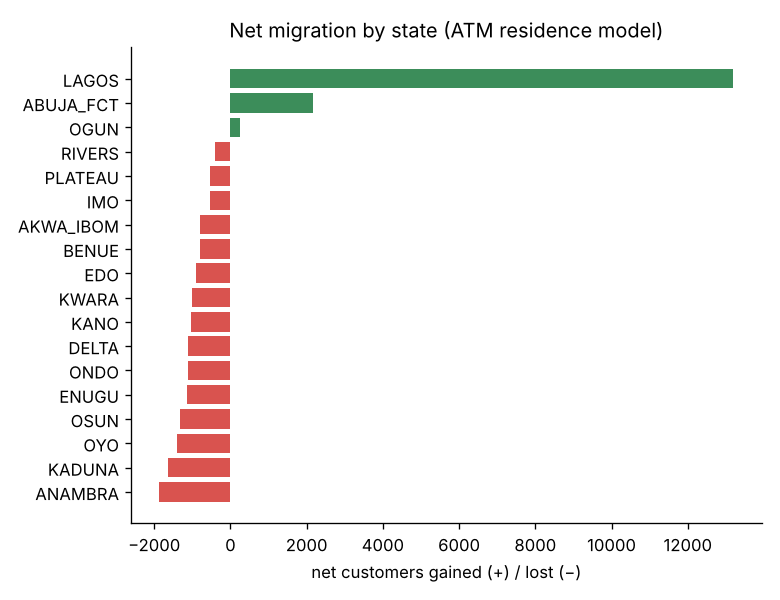 Net migration by state (ATM residence model)
LAGOS
ABUJA_FCT
OGUN
RIVERS
PLATEAU
IMO
AKWA_IBOM
BENUE
EDO
KWARA
KANO
DELTA
ONDO
ENUGU
OSUN
OYO
KADUNA
ANAMBRA
−2000 0 2000 4000 6000 8000 10000 12000
net customers gained (+) / lost (−)